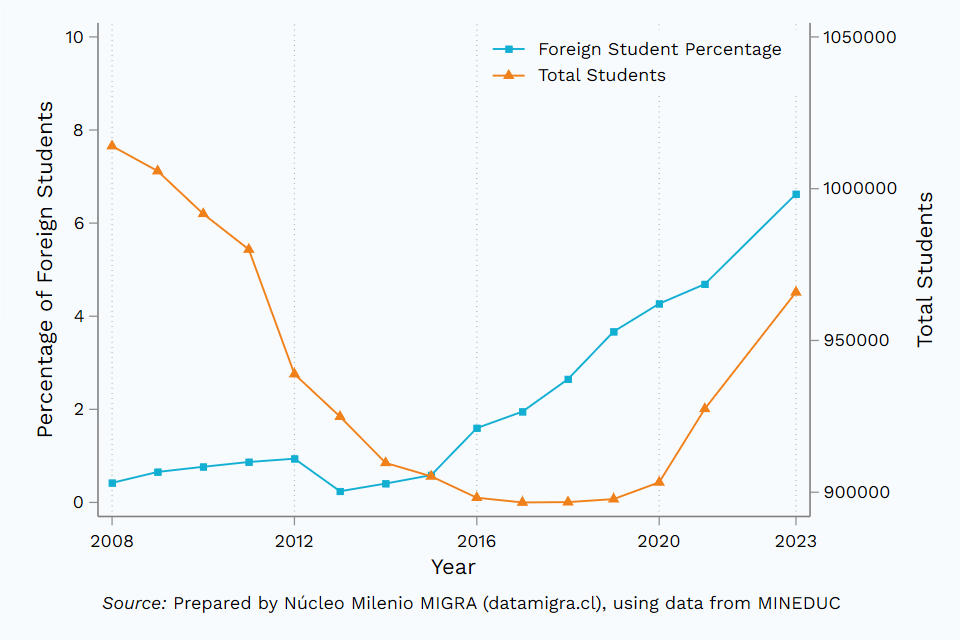 Foreign Student Percentage
Total Students
Percentage of Foreign Students
10
8
6
4
2
0
1050000
1000000
950000
900000
Total Students
2008 2012 2016 2020 2023
Year
Source: Prepared by Núcleo Milenio MIGRA (datamigra.cl), using data from MINEDUC